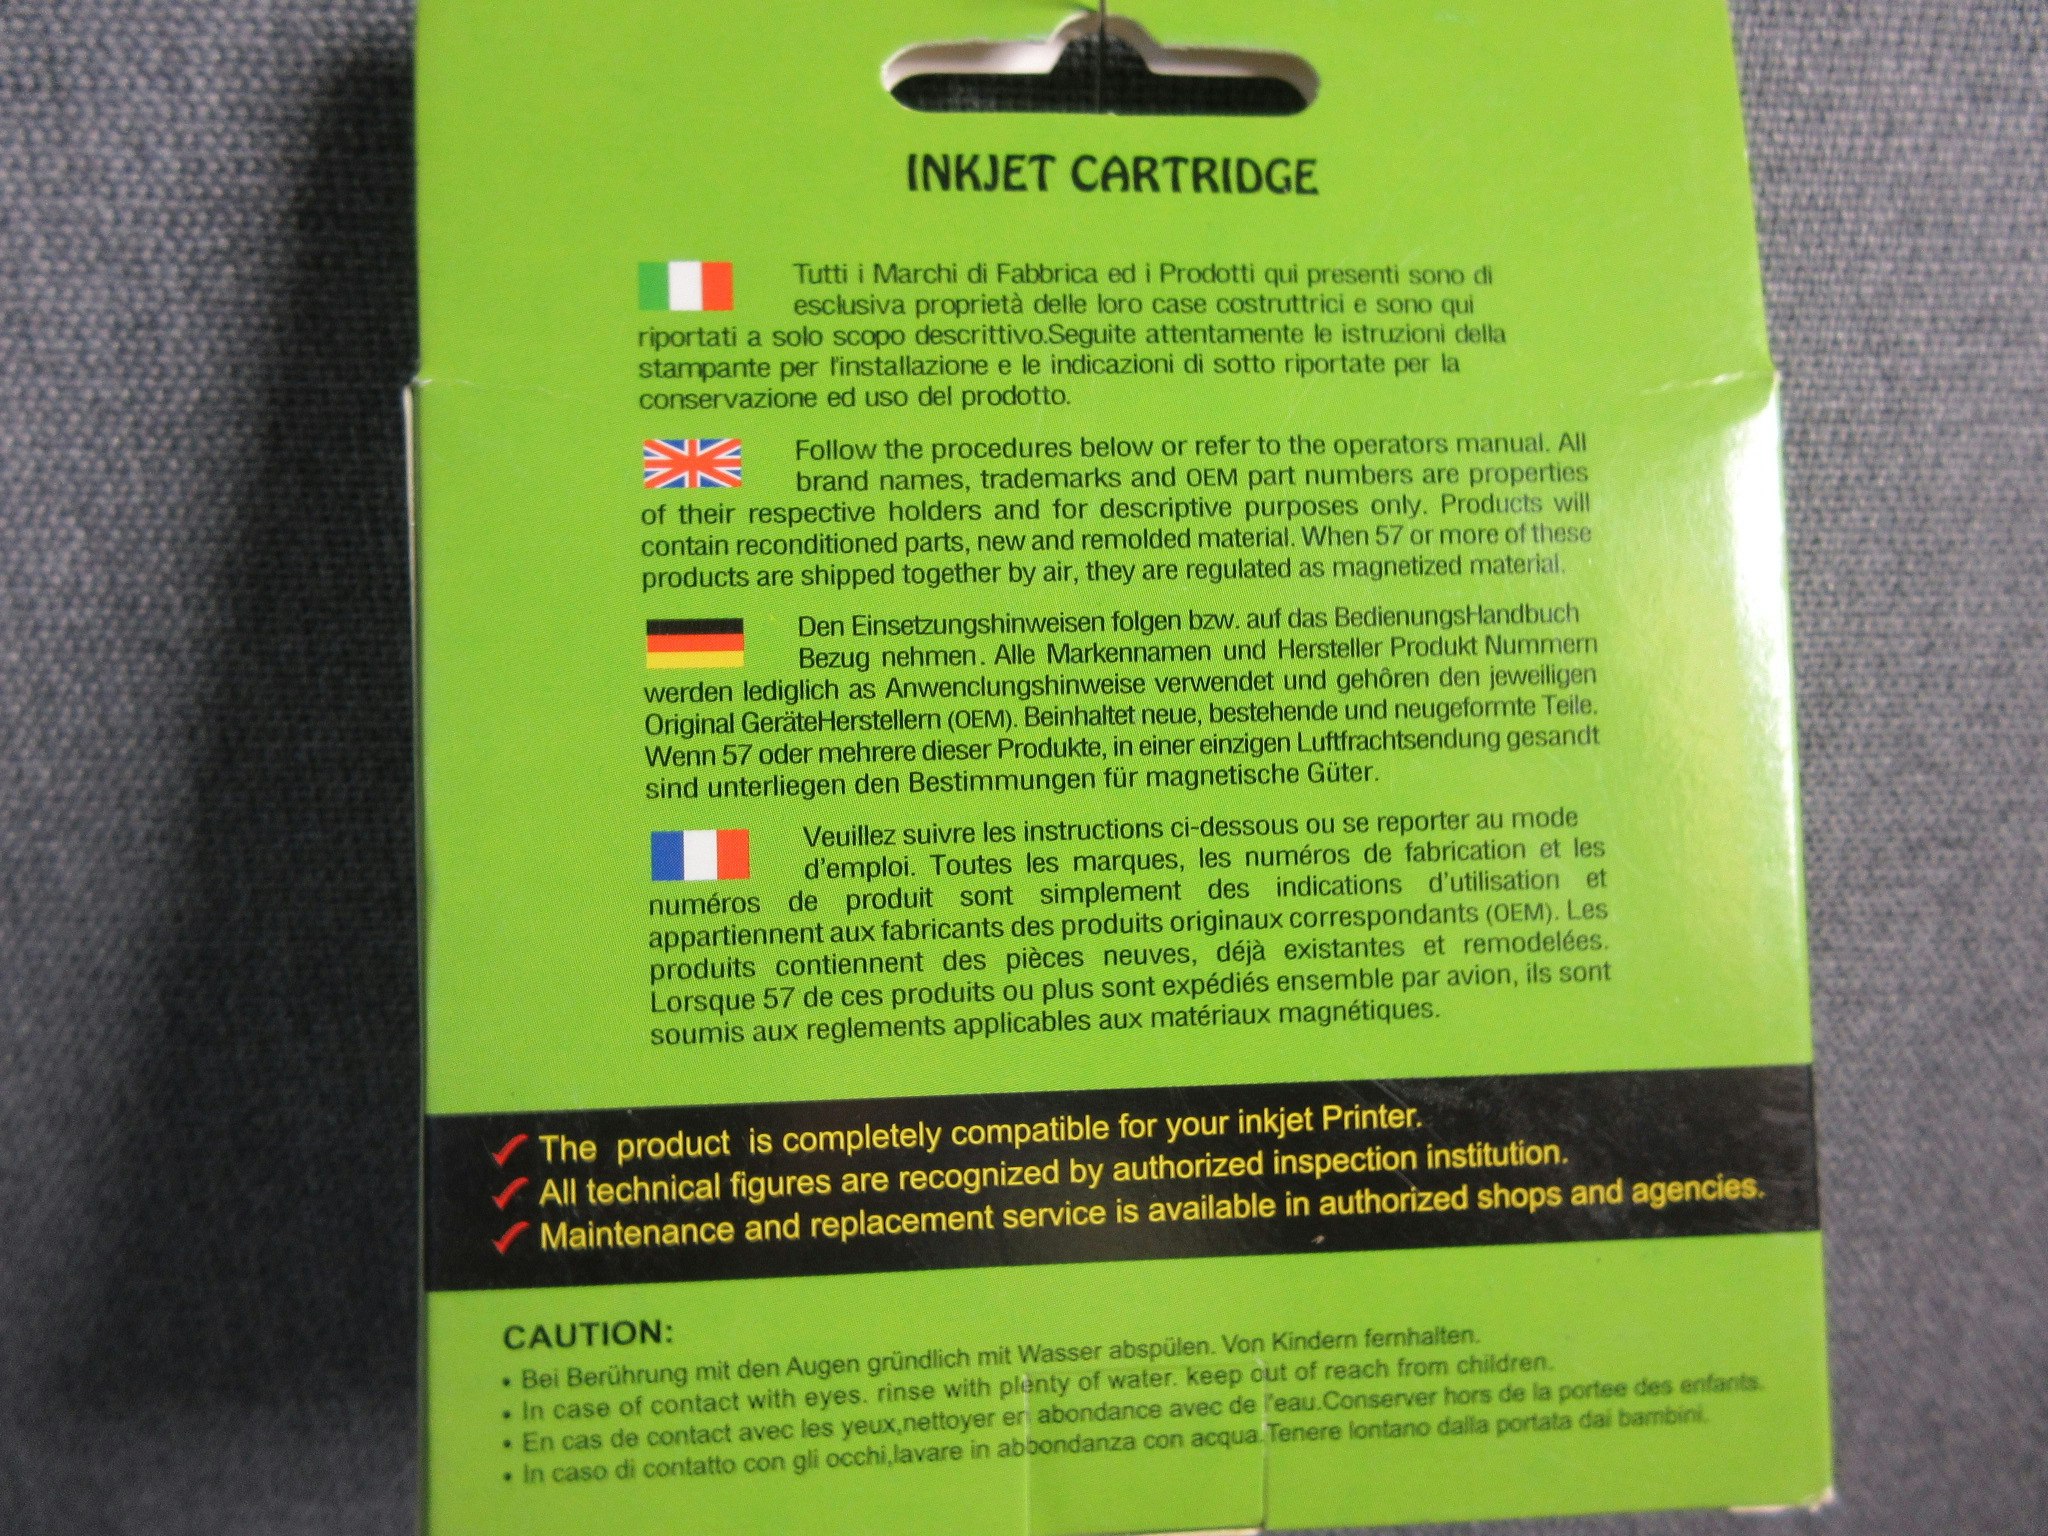 INKJET CARTRIDGE
Tutti i Marchi di Fabbrica ed i Prodotti qui presenti sono di
esclusiva proprietà delle loro case costruttrici e sono qui
riportati a solo scopo descrittivo.Seguite attentamente le istruzioni della
stampante per l'installazione e le indicazioni di sotto riportate per la
conservazione ed uso del prodotto.
Follow the procedures below or refer to the operators manual. All
brand names, trademarks and OEM part numbers are properties
of their respective holders and for descriptive purposes only. Products will
contain reconditioned parts, new and remolded material. When 57 or more of these
products are shipped together by air, they are regulated as magnetized material.
Den Einsetzungshinweisen folgen bzw. auf das BedienungsHandbuch
Bezug nehmen. Alle Markennamen und Hersteller Produkt Nummern
werden lediglich as Anwenclungshinweise verwendet und gehôren den jeweiligen
Original GeräteHerstellern (OEM). Beinhaltet neue, bestehende und neugeformte Teile.
Wenn 57 oder mehrere dieser Produkte, in einer einzigen Luftfrachtsendung gesandt
sind unterliegen den Bestimmungen für magnetische Güter.
Veuillez suivre les instructions ci-dessous ou se reporter au mode
d'emploi. Toutes les marques, les numéros de fabrication et les
numéros de produit sont simplement des indications d'utilisation et
appartiennent aux fabricants des produits originaux correspondants (OEM). Les
produits contiennent des pièces neuves, déjà existantes et remodelées.
Lorsque 57 de ces produits ou plus sont expédiés ensemble par avion, ils sont
soumis aux reglements applicables aux matériaux magnétiques.
The product is completely compatible for your inkjet Printer.
All technical figures are recognized by authorized inspection institution.
Maintenance and replacement service is available in authorized shops and agencies.
CAUTION:
• Bei Berührung mit den Augen gründlich mit Wasser abspülen. Von Kindern fernhalten.
• In case of contact with eyes. rinse with plenty of water. keep out of reach from children.
• En cas de contact avec les yeux,nettoyer en abondance avec de l'eau.Conserver hors de la portee des enfants.
• In caso di contatto con gli occhi,lavare in abbondanza con acqua.Tenere lontano dalla portata dai bambini.